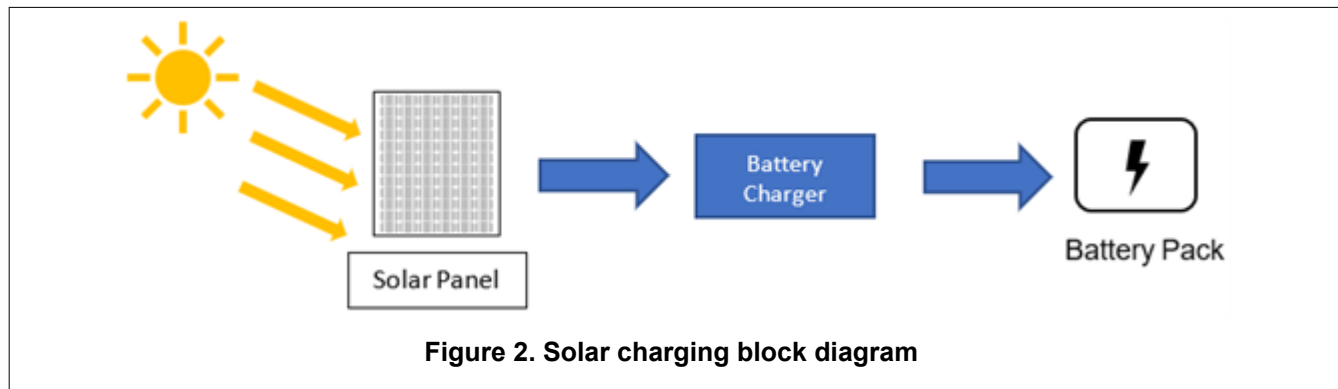 Solar Panel
Battery
Charger
Battery Pack
Figure 2. Solar charging block diagram